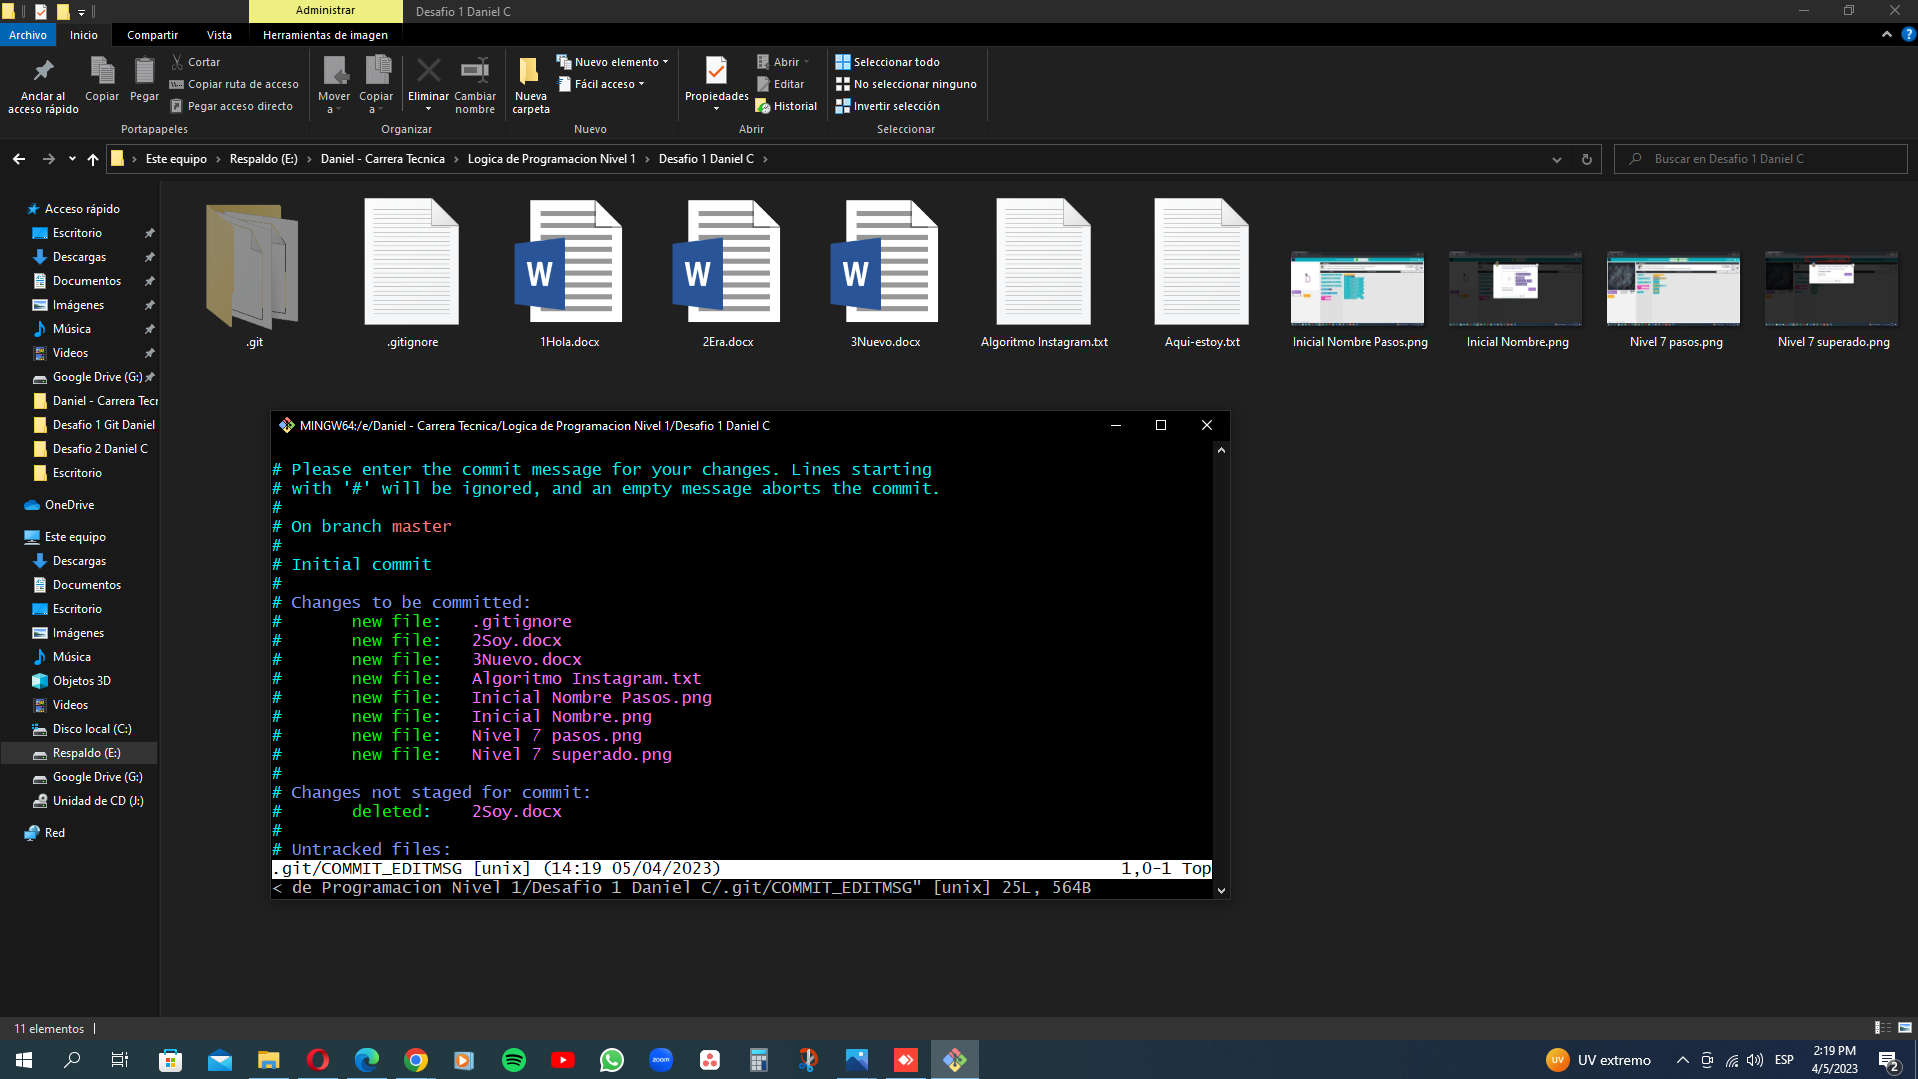 Administrar
Desafio 1 Daniel C
Archivo
Inicio
Compartir
Vista
Herramientas de imagen
Anclar al
acceso rápido
Copiar
Pegar
Cortar
Copiar ruta de acceso
Pegar acceso directo
Portapapeles
Mover
a
Copiar
a
Eliminar
Cambiar
nombre
Organizar
Nueva
carpeta
Nuevo elemento
Fácil acceso
Nuevo
Propiedades
Abrir
Editar
Historial
Abrir
Seleccionar todo
No seleccionar ninguno
Invertir selección
Seleccionar
Este equipo
Respaldo (E:)
Daniel - Carrera Tecnica
Logica de Programacion Nivel 1
Desafio 1 Daniel C
Buscar en Desafio 1 Daniel C
Acceso rápido
Escritorio
Descargas
Documentos
Imágenes
Música
Videos
Google Drive (G:)
Daniel - Carrera Tecr
Desafio 1 Git Daniel
Desafio 2 Daniel C
Escritorio
OneDrive
Este equipo
Descargas
Documentos
Escritorio
Imágenes
Música
Objetos 3D
Videos
Disco local (C:)
Respaldo (E:)
Google Drive (G:)
Unidad de CD (J:)
Red
.git
.gitignore
1Hola.docx
2Era.docx
3Nuevo.docx
Algoritmo Instagram.txt
Aqui-estoy.txt
Inicial Nombre Pasos.png
Inicial Nombre.png
Nivel 7 pasos.png
Nivel 7 superado.png
MINGW64:/e/Daniel - Carrera Tecnica/Logica de Programacion Nivel 1/Desafio 1 Daniel C
# Please enter the commit message for your changes. Lines starting
# with '#' will be ignored, and an empty message aborts the commit.
#
# On branch master
#
# Initial commit
#
# Changes to be committed:
#       new file:   .gitignore
#       new file:   2Soy.docx
#       new file:   3Nuevo.docx
#       new file:   Algoritmo Instagram.txt
#       new file:   Inicial Nombre Pasos.png
#       new file:   Inicial Nombre.png
#       new file:   Nivel 7 pasos.png
#       new file:   Nivel 7 superado.png
#
# Changes not staged for commit:
#       deleted:    2Soy.docx
#
# Untracked files:
.git/COMMIT_EDITMSG [unix] (14:19 05/04/2023) 1,0-1 Top
< de Programacion Nivel 1/Desafio 1 Daniel C/.git/COMMIT_EDITMSG" [unix] 25L, 564B
11 elementos
zoom
UV
UV extremo
ESP
2:19 PM
4/5/2023
2